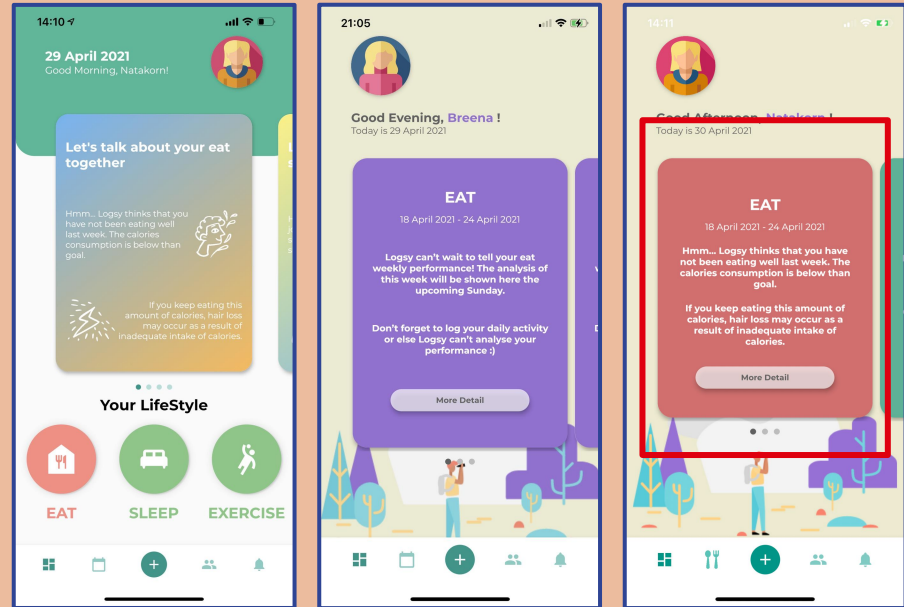 14:10
29 April 2021
Good Morning, Natakorn!
Let's talk about your eat
together
Hmm... Logsy thinks that you
have not been eating well
last week. The calories
consumption is below than
goal.
If you keep eating this
amount of calories, hair loss
may occur as a result of
inadequate intake of calories.
Your LifeStyle
EAT
SLEEP
EXERCISE
21:05
Good Evening, Breena !
Today is 29 April 2021
EAT
18 April 2021 - 24 April 2021
Logsy can't wait to tell your eat
weekly performance! The analysis of
this week will be shown here the
upcoming Sunday.
Don't forget to log your daily activity
or else Logsy can't analyse your
performance :)
More Detail
14:11
Good Afternoon, Natakorn !
Today is 30 April 2021
EAT
18 April 2021 - 24 April 2021
Hmm... Logsy thinks that you have
not been eating well last week. The
calories consumption is below than
goal.
If you keep eating this amount of
calories, hair loss may occur as a
result of inadequate intake of
calories.
More Detail